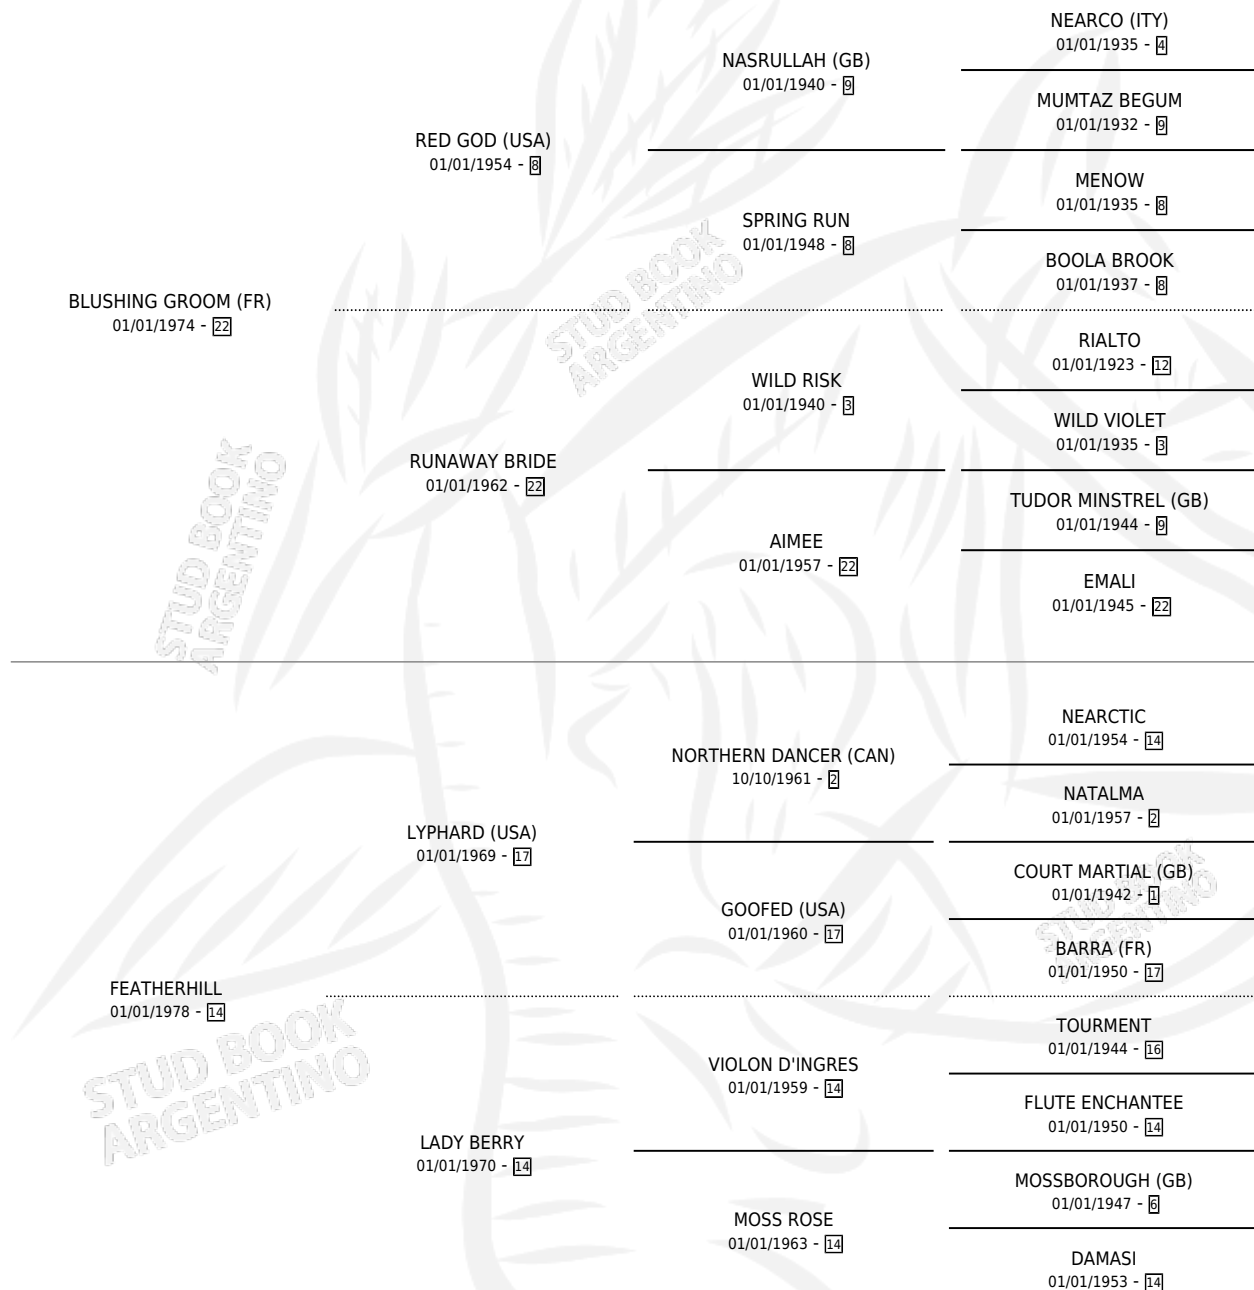 NEARCO (ITY)
01/01/1935 - 4
NASRULLAH (GB)
01/01/1940 - 9
MUMTAZ BEGUM
01/01/1932 - 9
RED GOD (USA)
01/01/1954 - 8
MENOW
01/01/1935 - 8
SPRING RUN
01/01/1948 - 8
BOOLA BROOK
01/01/1937 - 8
BLUSHING GROOM (FR)
01/01/1974 - 22
STUD BOOK
ARGENTINO
RIALTO
01/01/1923 - 12
WILD RISK
01/01/1940 - 3
WILD VIOLET
01/01/1935 - 3
RUNAWAY BRIDE
01/01/1962 - 22
TUDOR MINSTREL (GB)
01/01/1944 - 9
AIMEE
01/01/1957 - 22
EMALI
01/01/1945 - 22
STUD BOOK
ARGENTINO
NEARCTIC
01/01/1954 - 14
NORTHERN DANCER (CAN)
10/10/1961 - 2
NATALMA
01/01/1957 - 2
LYPHARD (USA)
01/01/1969 - 17
COURT MARTIAL (GB)
01/01/1942 - 1
GOOFED (USA)
01/01/1960 - 17
STUD BOOK
ARGENTINO
BARRA (FR)
01/01/1950 - 17
FEATHERHILL
01/01/1978 - 14
STUD BOOK
ARGENTINO
TOURMENT
01/01/1944 - 16
VIOLON D'INGRES
01/01/1959 - 14
FLUTE ENCHANTEE
01/01/1950 - 14
LADY BERRY
01/01/1970 - 14
MOSSBOROUGH (GB)
01/01/1947 - 6
MOSS ROSE
01/01/1963 - 14
DAMASI
01/01/1953 - 14